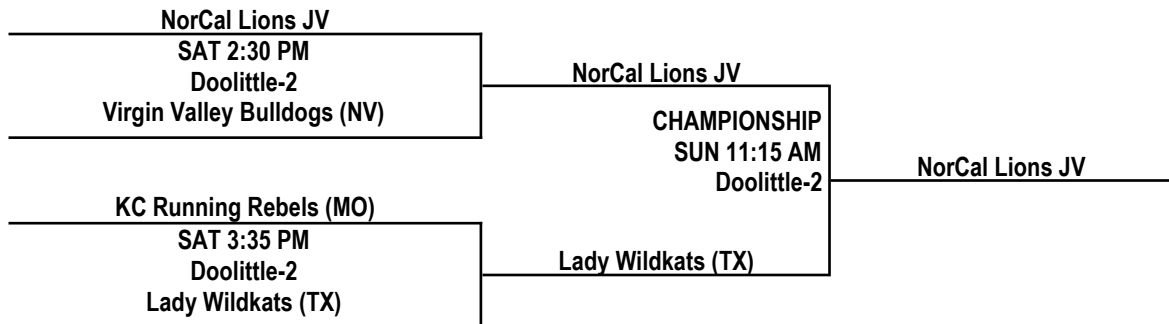 NorCal Lions JV
SAT 2:30 PM
Doolittle-2
Virgin Valley Bulldogs (NV)
NorCal Lions JV
CHAMPIONSHIP
SUN 11:15 AM
Doolittle-2
NorCal Lions JV
KC Running Rebels (MO)
SAT 3:35 PM
Doolittle-2
Lady Wildkats (TX)
Lady Wildkats (TX)